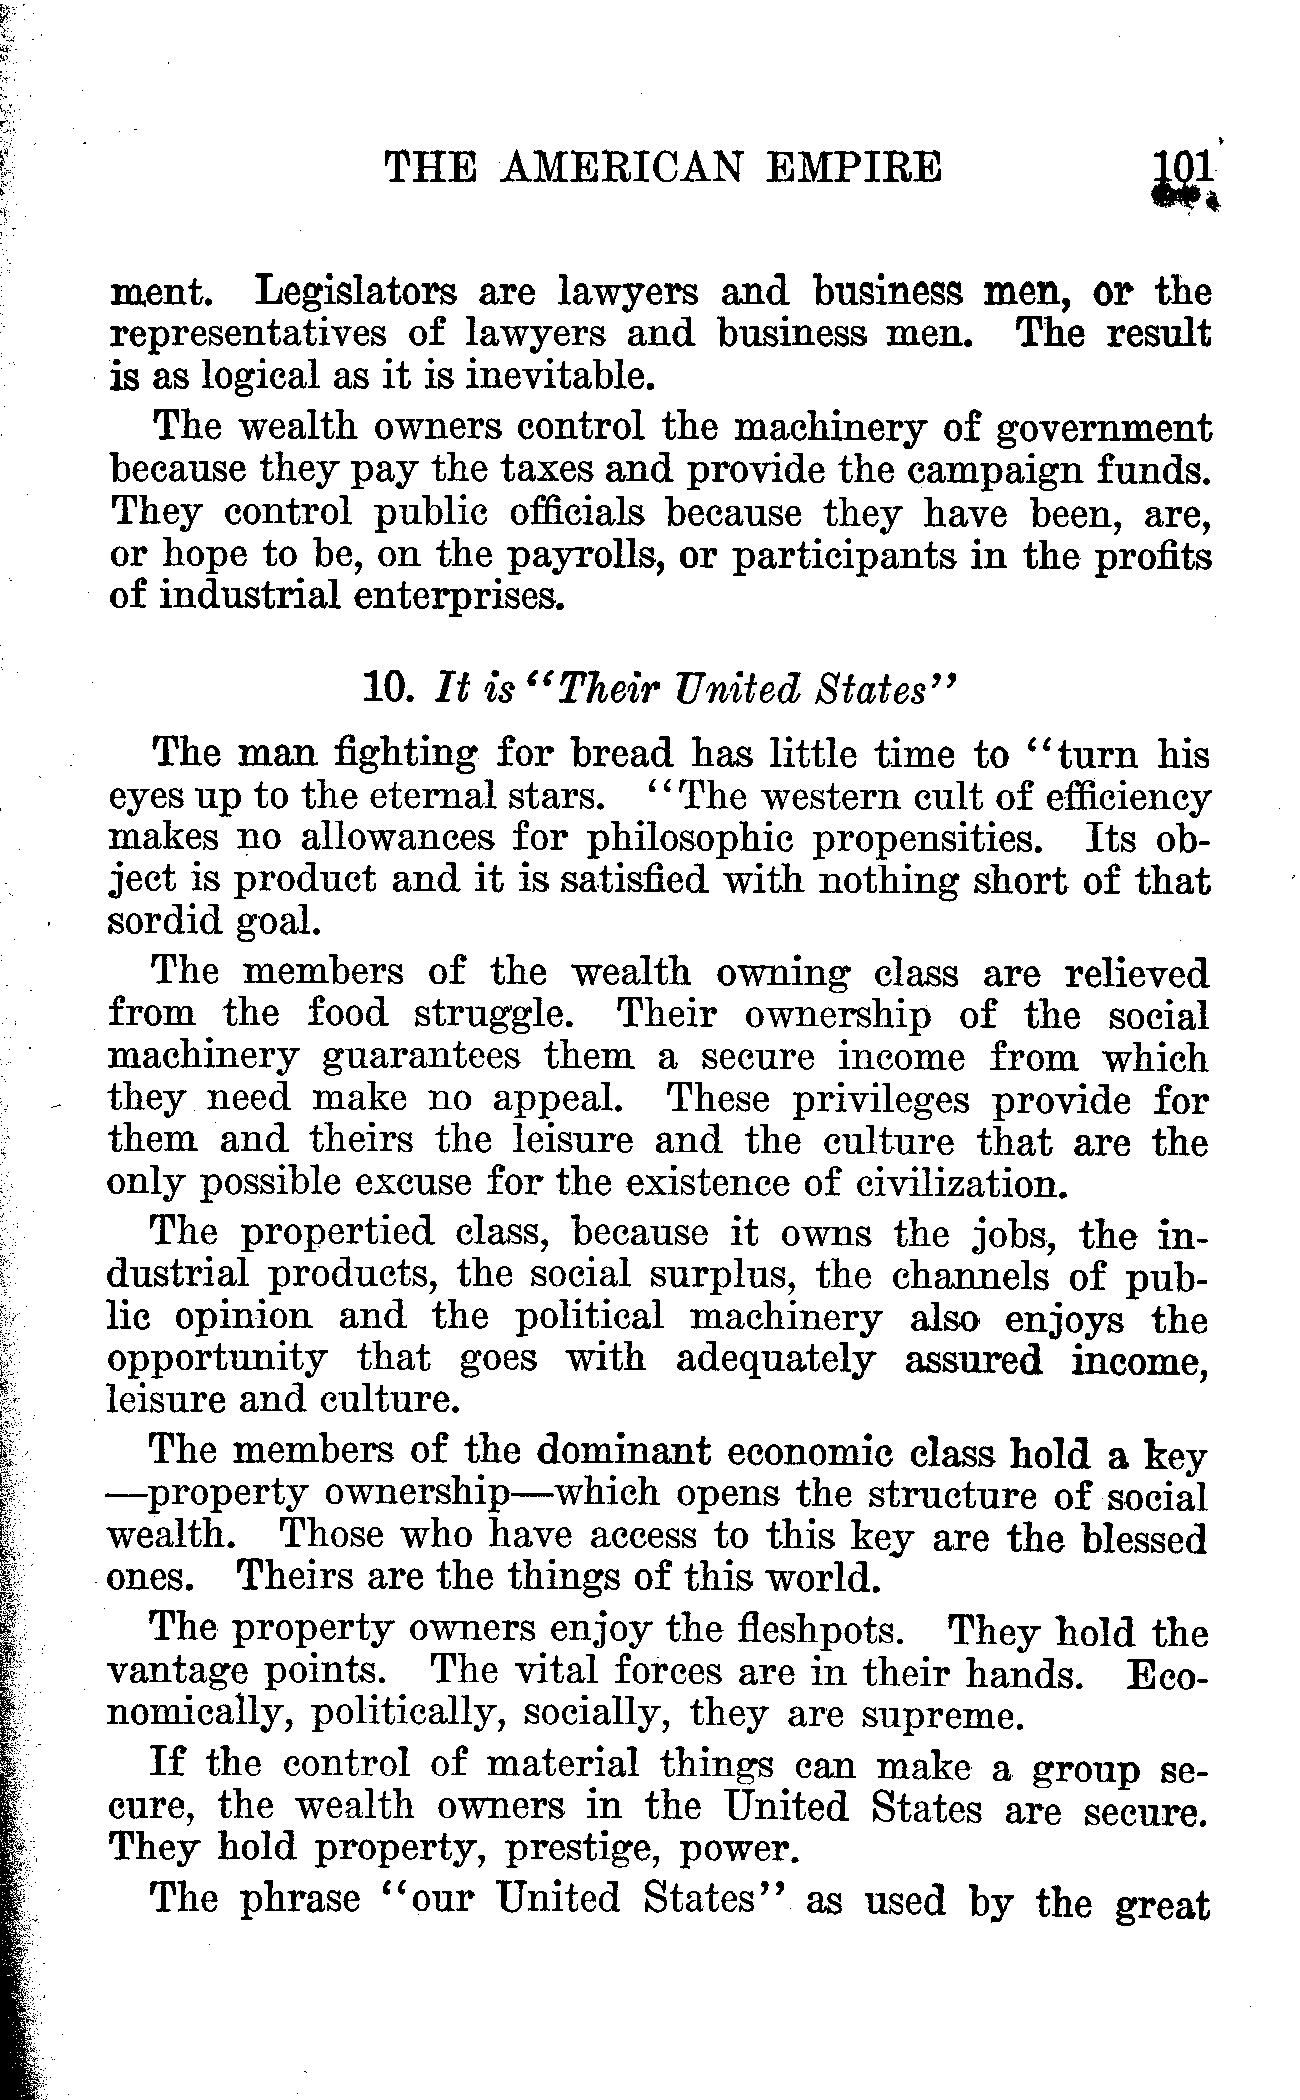 THE AMERICAN EMPIRE 101
ment. Legislators are lawyers and business men, or the
representatives of lawyers and business men. The result
is as logical as it is inevitable.
The wealth owners control the machinery of government
because they pay the taxes and provide the campaign funds.
They control public officials because they have been, are,
or hope to be, on the payrolls, or participants in the profits
of industrial enterprises.
10. It is "Their United States"
The man fighting for bread has little time to "turn his
eyes up to the eternal stars. "The western cult of efficiency
makes no allowances for philosophic propensities. Its ob-
ject is product and it is satisfied with nothing short of that
sordid goal.
The members of the wealth owning class are relieved
from the food struggle. Their ownership of the social
machinery guarantees them a secure income from which
they need make no appeal. These privileges provide for
them and theirs the leisure and the culture that are the
only possible excuse for the existence of civilization.
The propertied class, because it owns the jobs, the in-
dustrial products, the social surplus, the channels of pub-
lic opinion and the political machinery also enjoys the
opportunity that goes with adequately assured income,
leisure and culture.
The members of the dominant economic class hold a key
—property ownership—which opens the structure of social
wealth. Those who have access to this key are the blessed
ones. Theirs are the things of this world.
The property owners enjoy the fleshpots. They hold the
vantage points. The vital forces are in their hands. Eco-
nomically, politically, socially, they are supreme.
If the control of material things can make a group se-
cure, the wealth owners in the United States are secure.
They hold property, prestige, power.
The phrase "our United States" as used by the great